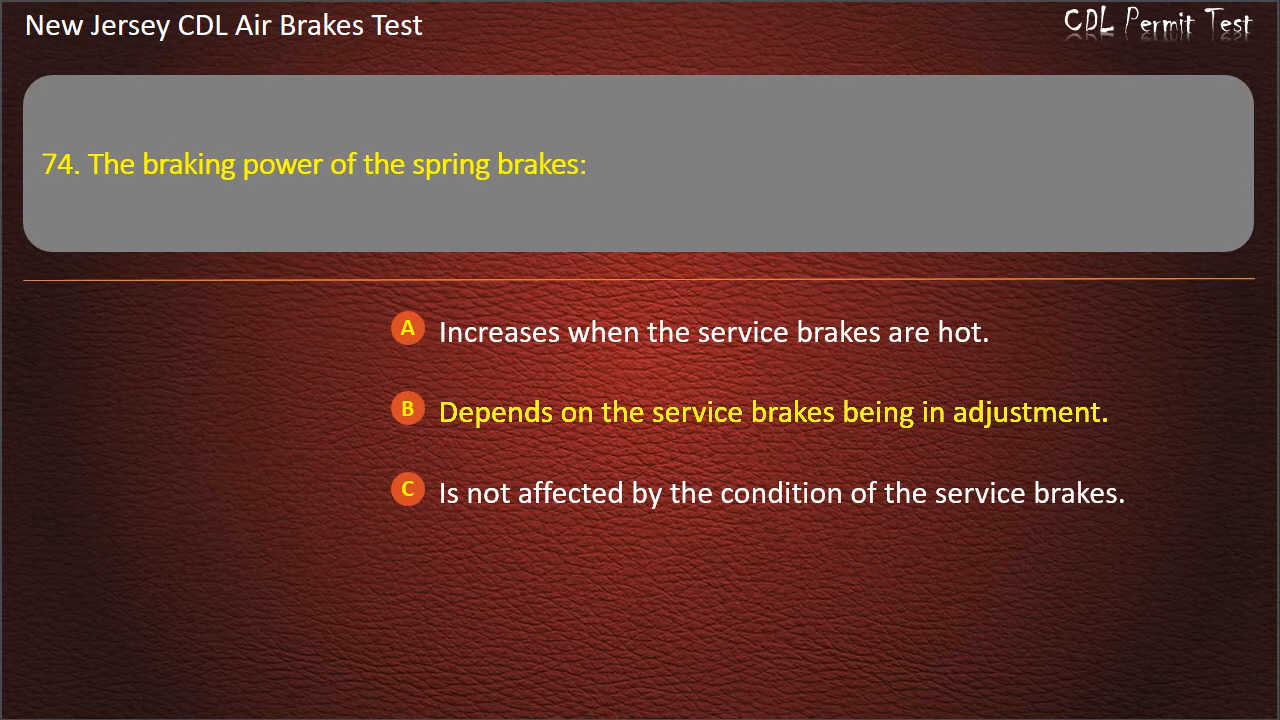 New Jersey CDL Air Brakes Test
CDL Permit Test
74. The braking power of the spring brakes:
A Increases when the service brakes are hot.
B Depends on the service brakes being in adjustment.
C Is not affected by the condition of the service brakes.